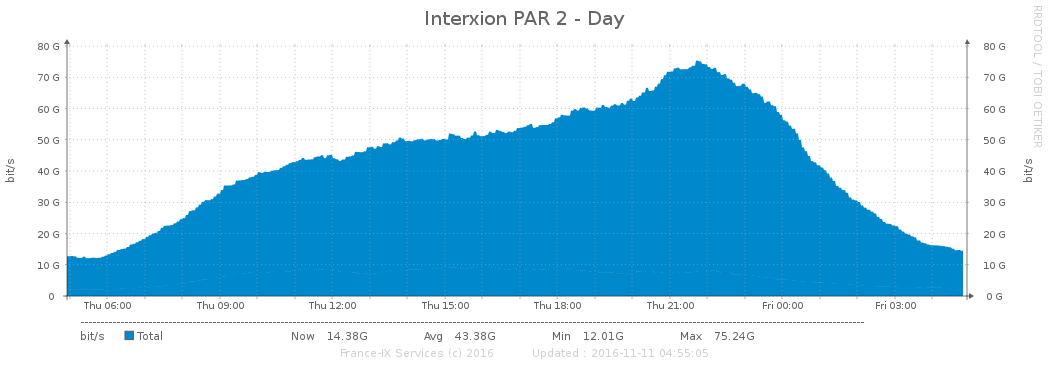 Interxion PAR 2 - Day
RRDTOOL / TOBI OETIKER
80 G 80 G
70 G 70 G
60 G 60 G
50 G 50 G
40 G 40 G
30 G 30 G
20 G 20 G
10 G 10 G
0 0 G
bit/s bit/s
Thu 06:00 Thu 09:00 Thu 12:00 Thu 15:00 Thu 18:00 Thu 21:00 Fri 00:00 Fri 03:00
bit/s Total Now 14.38G Avg 43.38G Min 12.01G Max 75.24G
France-IX Services (c) 2016 Updated : 2016-11-11 04:55:05